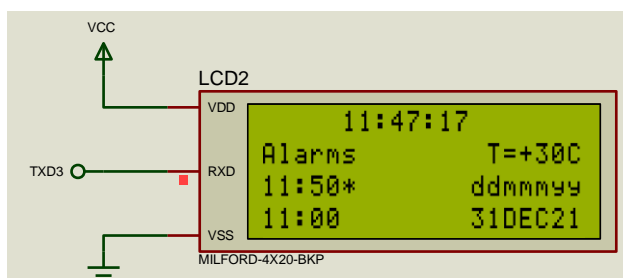 VCC
LCD2
VDD
11:47:17
Alarms T=+30C
TXD3
RXD
11:50* ddmmmyy
11:00 31DEC21
VSS
MILFORD-4X20-BKP